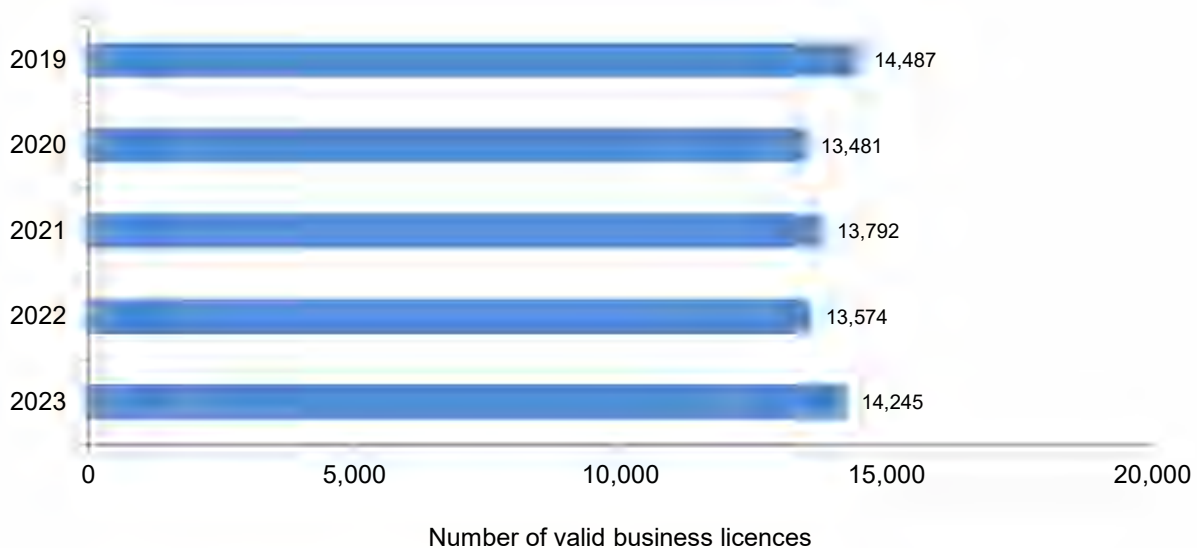 2019 14,487
2020 13,481
2021 13,792
2022 13,574
2023 14,245
0 5,000 10,000 15,000 20,000
Number of valid business licences